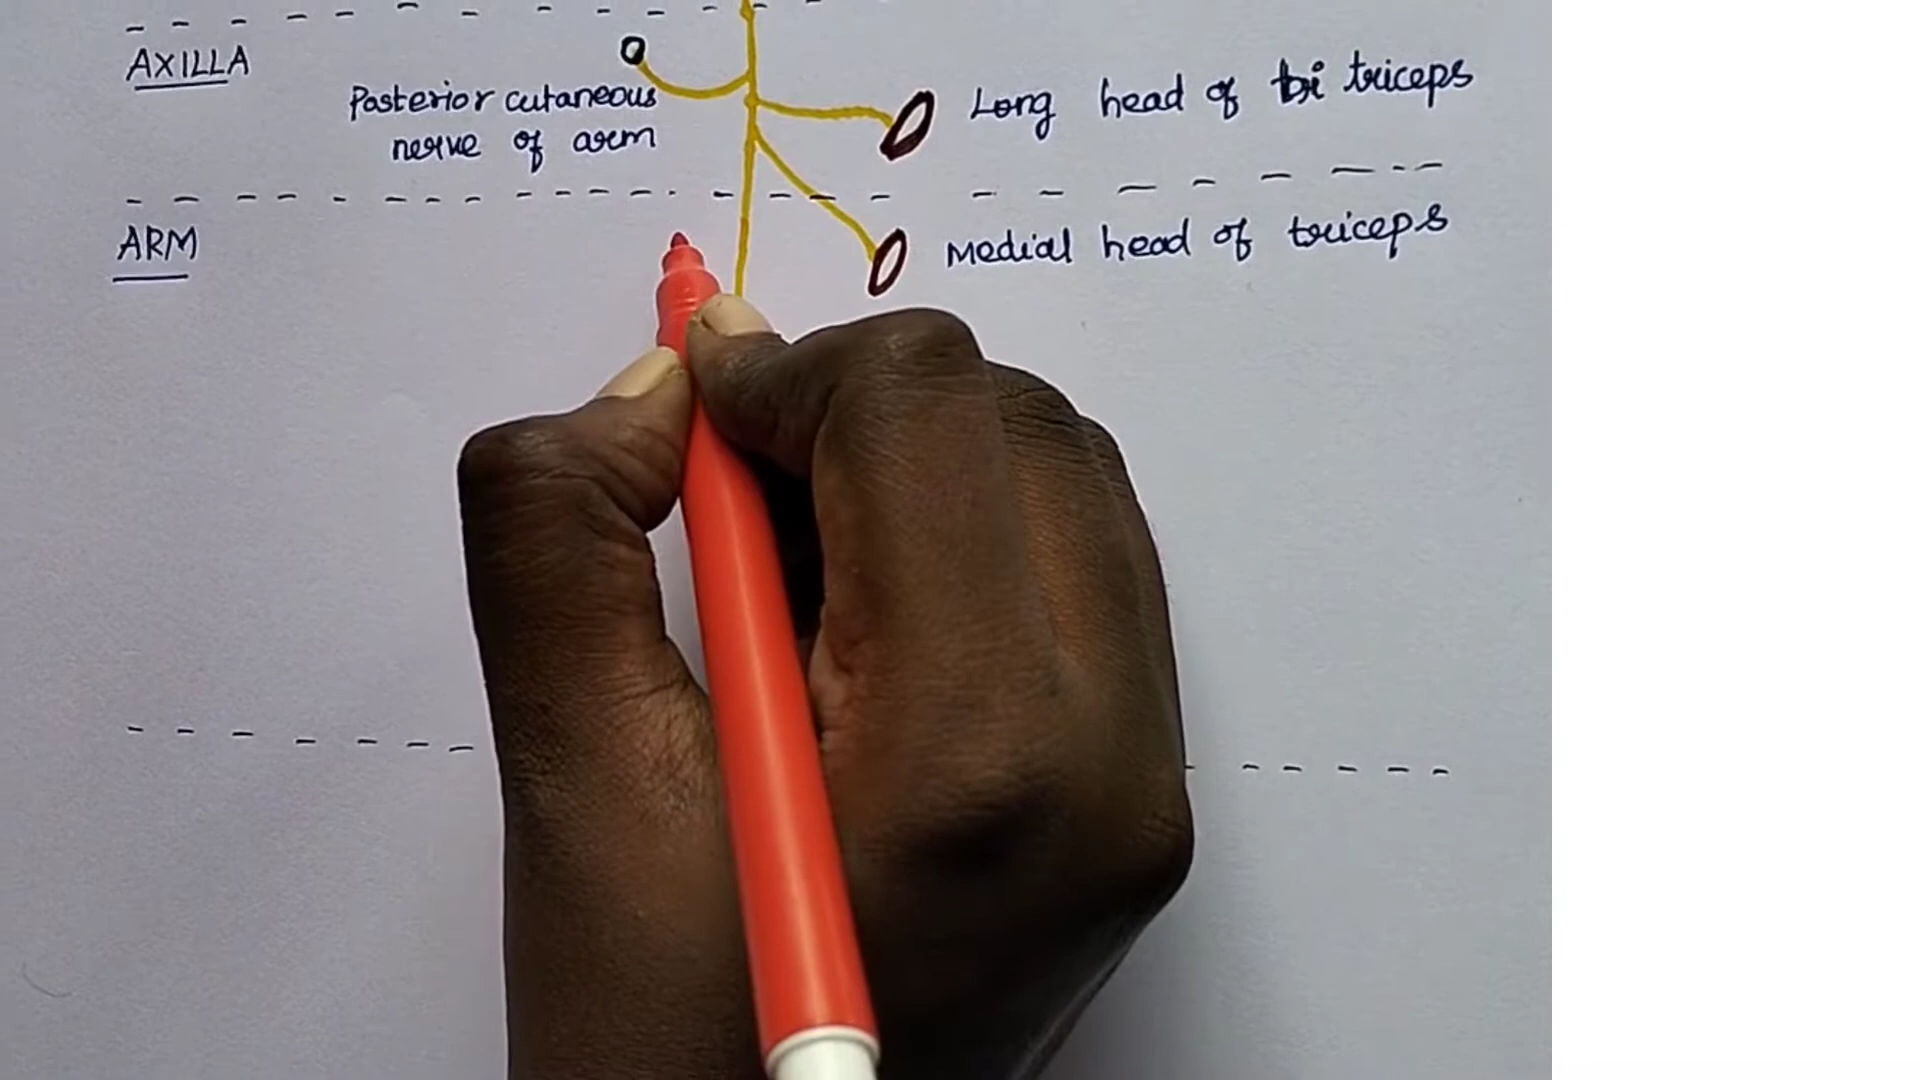 AXILLA
Posterior cutaneous
nerve of arm
Long head of tri triceps
ARM
Medial head of triceps